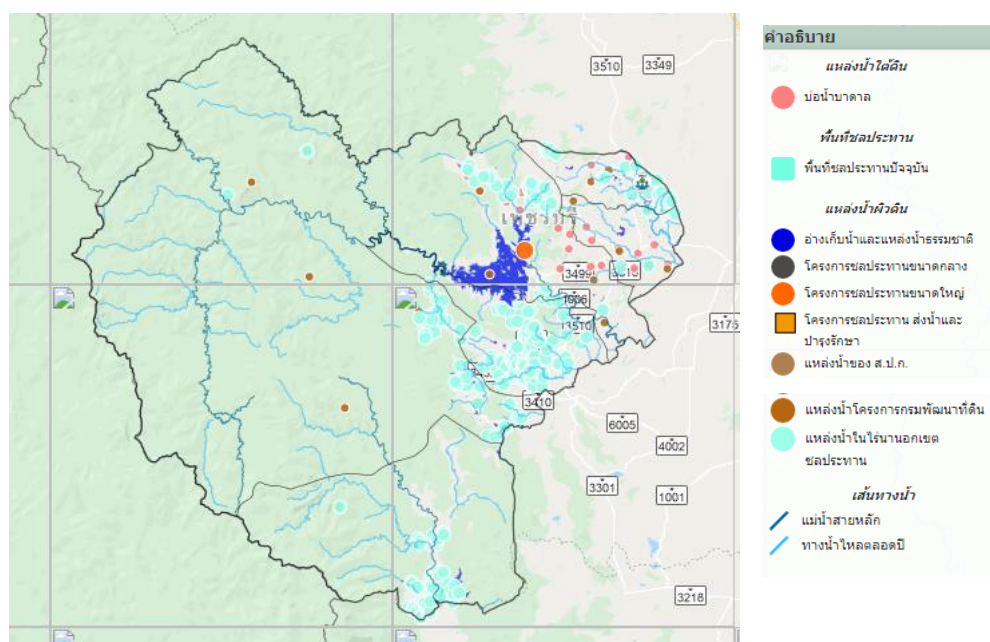 3510
3349
เพชรบุรี
3499
3510
1006
3510
3175
3410
6005
4002
3301
1001
3218
คำอธิบาย
แหล่งน้ำใต้ดิน
บ่อน้ำบาดาล
พื้นที่ชลประทาน
พื้นที่ชลประทานปัจจุบัน
แหล่งน้ำผิวดิน
อ่างเก็บน้ำและแหล่งน้ำธรรมชาติ
โครงการชลประทานขนาดกลาง
โครงการชลประทานขนาดใหญ่
โครงการชลประทาน ส่งน้ำและ
บำรุงรักษา
แหล่งน้ำของ ส.ป.ก.
แหล่งน้ำโครงการกรมพัฒนาที่ดิน
แหล่งน้ำในไร่นานอกเขต
ชลประทาน
เส้นทางน้ำ
แม่น้ำสายหลัก
ทางน้ำไหลตลอดปี